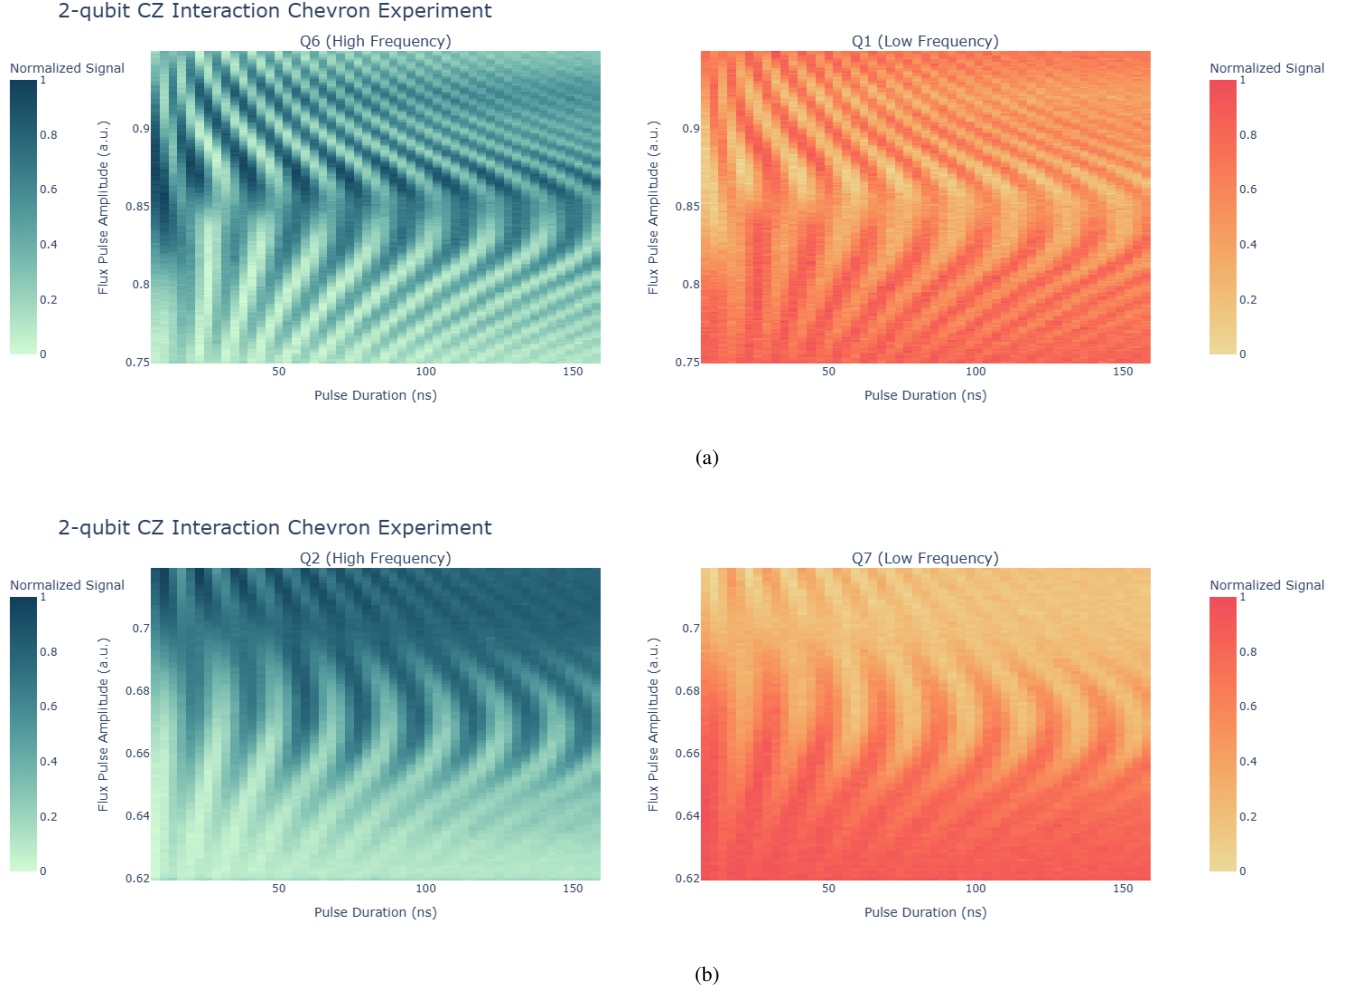 2-qubit CZ Interaction Chevron Experiment
Q6 (High Frequency)
Q1 (Low Frequency)
Normalized Signal
1
0.8
0.6
0.4
0.2
0
Flux Pulse Amplitude (a.u.)
0.9
0.85
0.8
0.75
50
100
150
Pulse Duration (ns)
Flux Pulse Amplitude (a.u.)
0.9
0.85
0.8
0.75
50
100
150
Pulse Duration (ns)
Normalized Signal
1
0.8
0.6
0.4
0.2
0
(a)
2-qubit CZ Interaction Chevron Experiment
Q2 (High Frequency)
Q7 (Low Frequency)
Normalized Signal
1
0.8
0.6
0.4
0.2
0
Flux Pulse Amplitude (a.u.)
0.7
0.68
0.66
0.64
0.62
50
100
150
Pulse Duration (ns)
Flux Pulse Amplitude (a.u.)
0.7
0.68
0.66
0.64
0.62
50
100
150
Pulse Duration (ns)
Normalized Signal
1
0.8
0.6
0.4
0.2
0
(b)